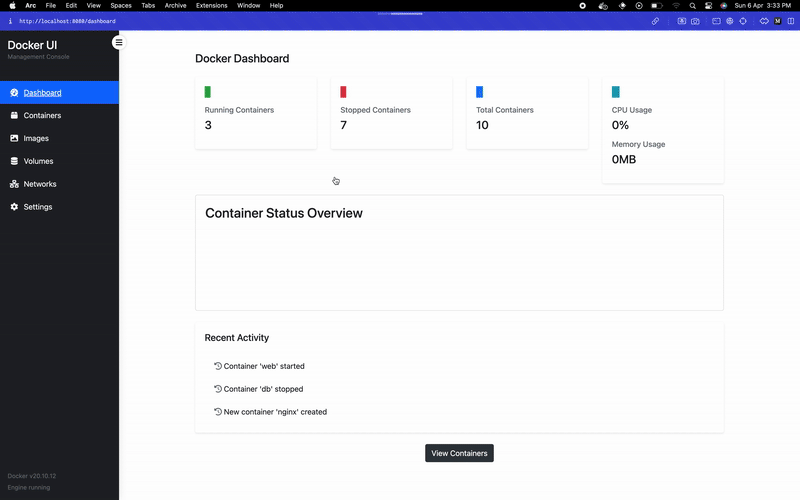 Arc File Edit View Spaces Tabs Archive Extensions Window Help Sun 6 Apr 3:33 PM
http://localhost:8080/dashboard
Docker UI
Management Console
Dashboard
Containers
Images
Volumes
Networks
Settings
Docker v20.10.12
Engine running
Docker Dashboard
Running Containers
3
Stopped Containers
7
Total Containers
10
CPU Usage
0%
Memory Usage
0MB
Container Status Overview
Recent Activity
Container 'web' started
Container 'db' stopped
New container 'nginx' created
View Containers